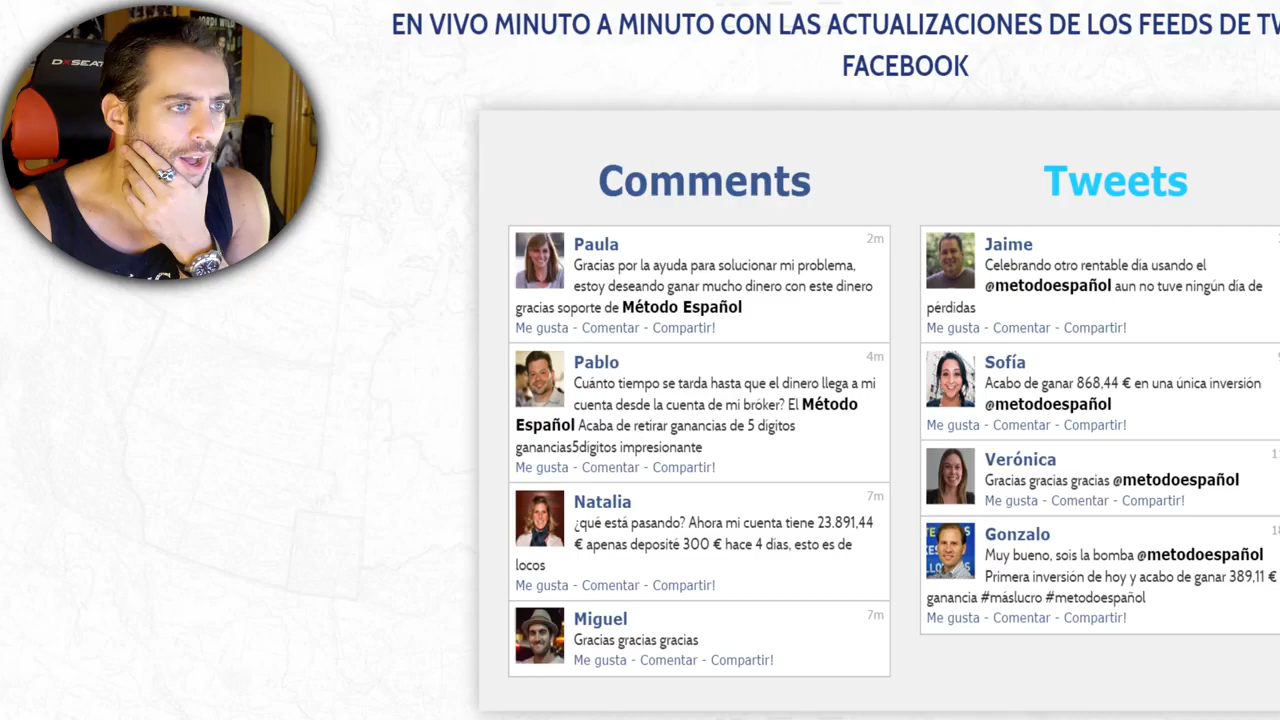 EN VIVO MINUTO A MINUTO CON LAS ACTUALIZACIONES DE LOS FEEDS DE
FACEBOOK
Comments
Paula
2m
Gracias por la ayuda para solucionar mi problema,
estoy deseando ganar mucho dinero con este dinero
gracias soporte de Método Español
Me gusta - Comentar - Compartir!
Pablo
4m
Cuánto tiempo se tarda hasta que el dinero llega a mi
cuenta desde la cuenta de mi bróker? El Método
Español Acaba de retirar ganancias de 5 dígitos
ganancias5dígitos impresionante
Me gusta - Comentar - Compartir!
Natalia
7m
¿qué está pasando? Ahora mi cuenta tiene 23.891,44
€ apenas deposité 300 € hace 4 días, esto es de
locos
Me gusta - Comentar - Compartir!
Miguel
7m
Gracias gracias gracias
Me gusta - Comentar - Compartir!
Tweets
Jaime
Celebrando otro rentable día usando el
@metodoespañol aun no tuve ningún día de
pérdidas
Me gusta - Comentar - Compartir!
Sofía
Acabo de ganar 868,44 € en una única inversión
@metodoespañol
Me gusta - Comentar - Compartir!
Verónica
Gracias gracias gracias @metodoespañol
Me gusta - Comentar - Compartir!
Gonzalo
Muy bueno, sois la bomba @metodoespañol
Primera inversión de hoy y acabo de ganar 389,11 €
ganancia #máslucro #metodoespañol
Me gusta - Comentar - Compartir!